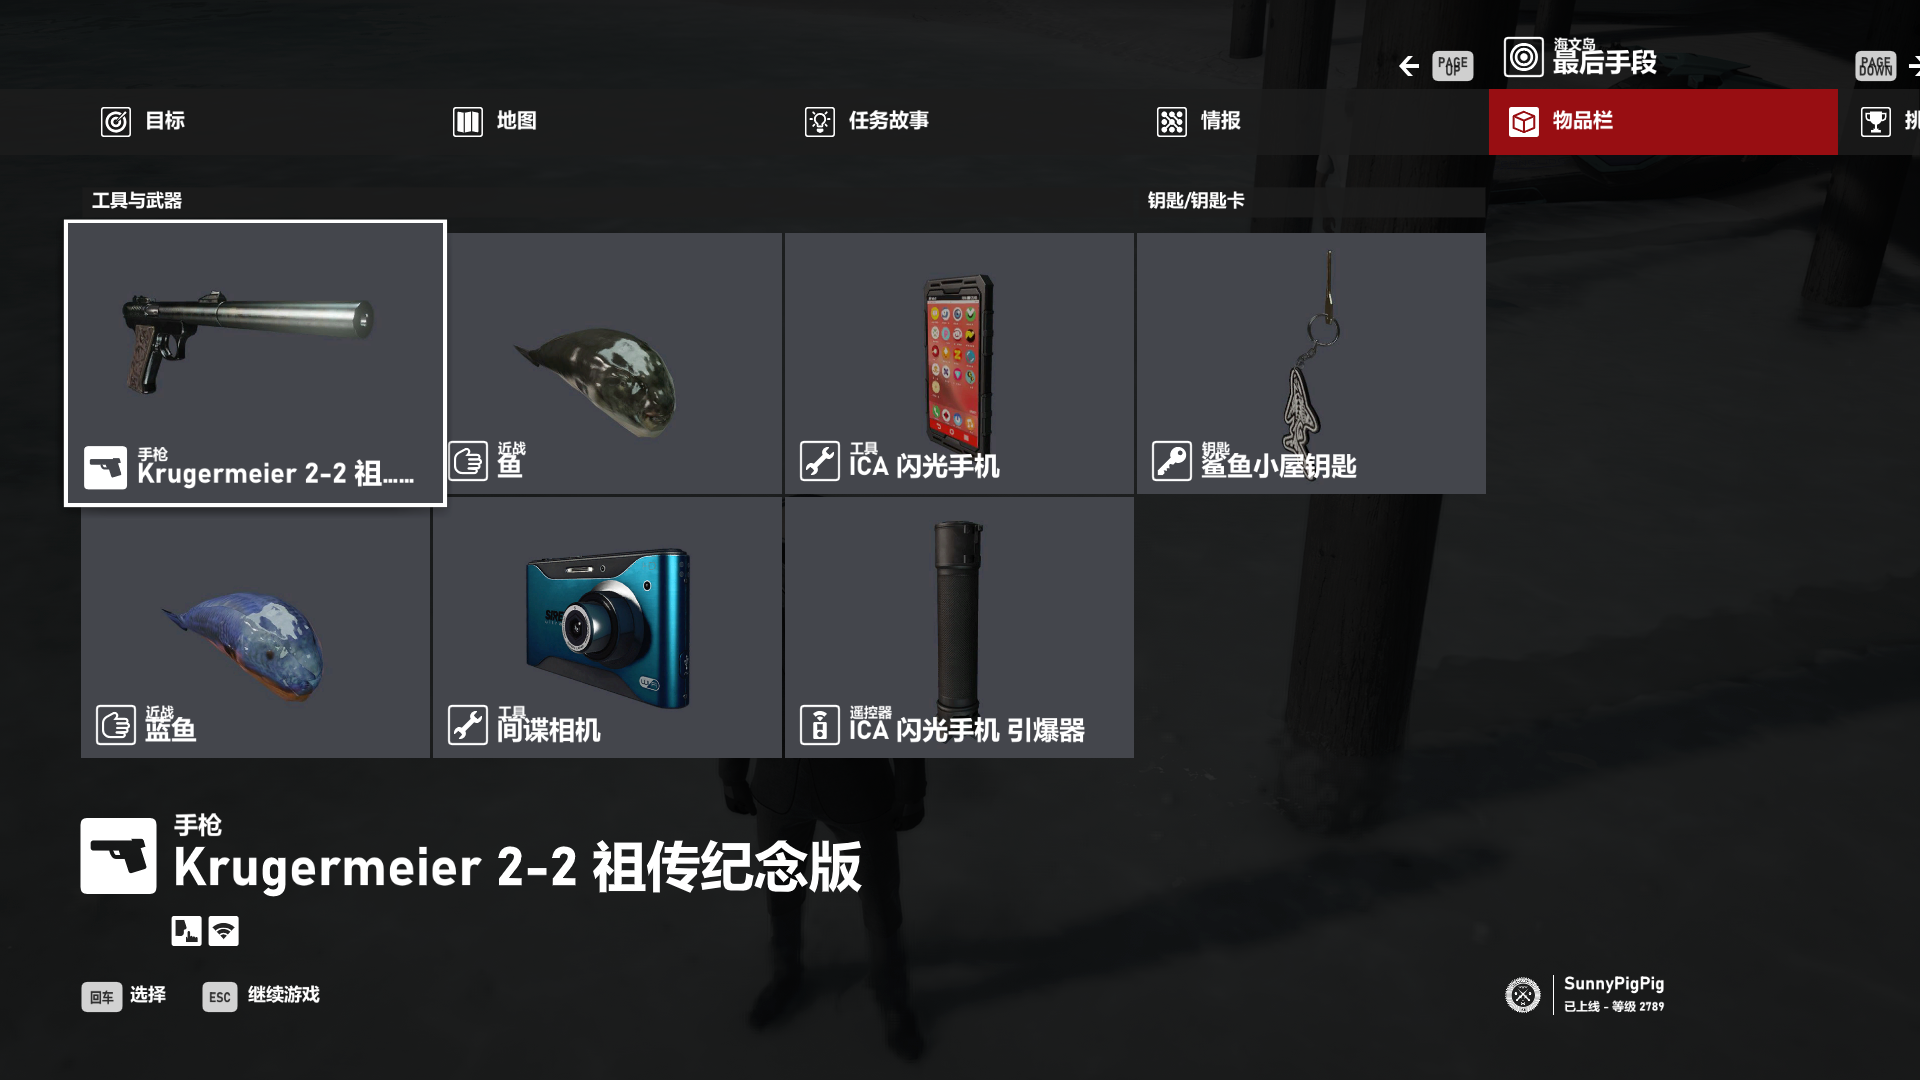 海文岛
PAGE UP
最后手段
PAGE DOWN
目标
地图
任务故事
情报
物品栏
工具与武器
钥匙/钥匙卡
手枪
Krugermeier 2-2 祖……
近战
鱼
工具
ICA 闪光手机
钥匙
鲨鱼小屋钥匙
近战
蓝鱼
工具
间谍相机
遥控器
ICA 闪光手机 引爆器
手枪
Krugermeier 2-2 祖传纪念版
回车 选择
ESC 继续游戏
SunnyPigPig
已上线 - 等级 2789